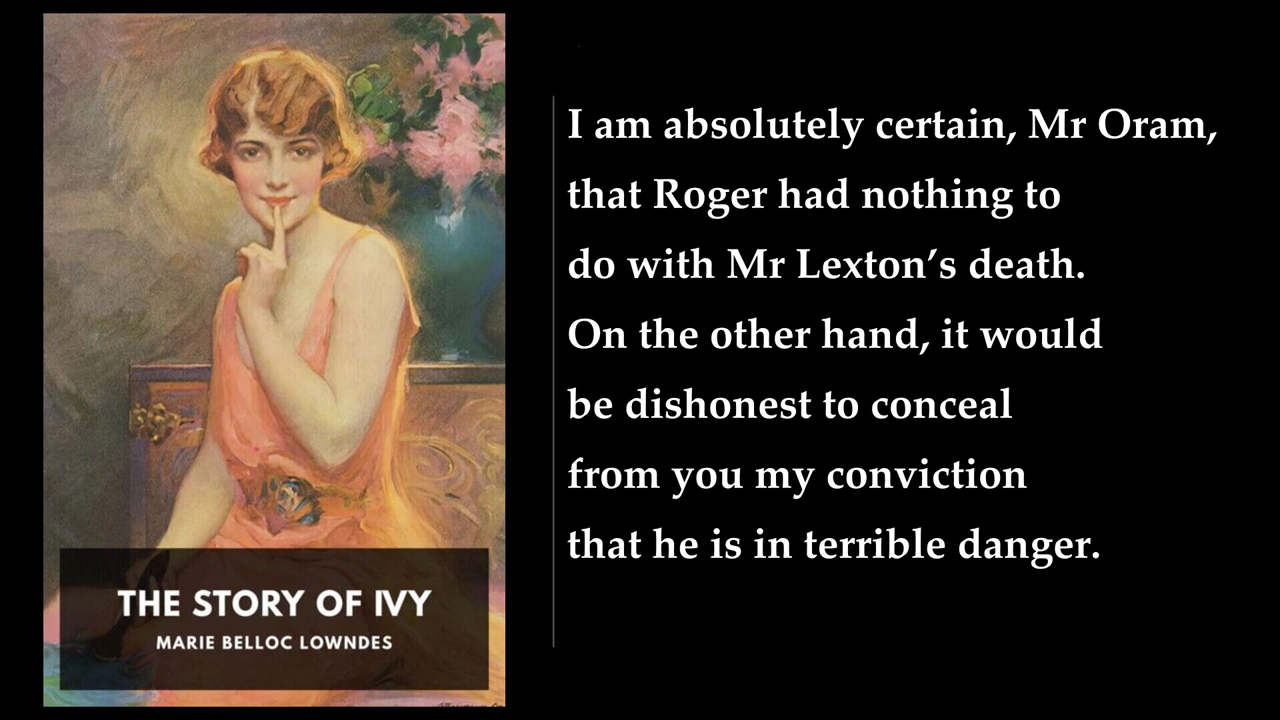 THE STORY OF IVY
MARIE BELLOC LOWNDES
I am absolutely certain, Mr Oram,
that Roger had nothing to
do with Mr Lexton’s death.
On the other hand, it would
be dishonest to conceal
from you my conviction
that he is in terrible danger.